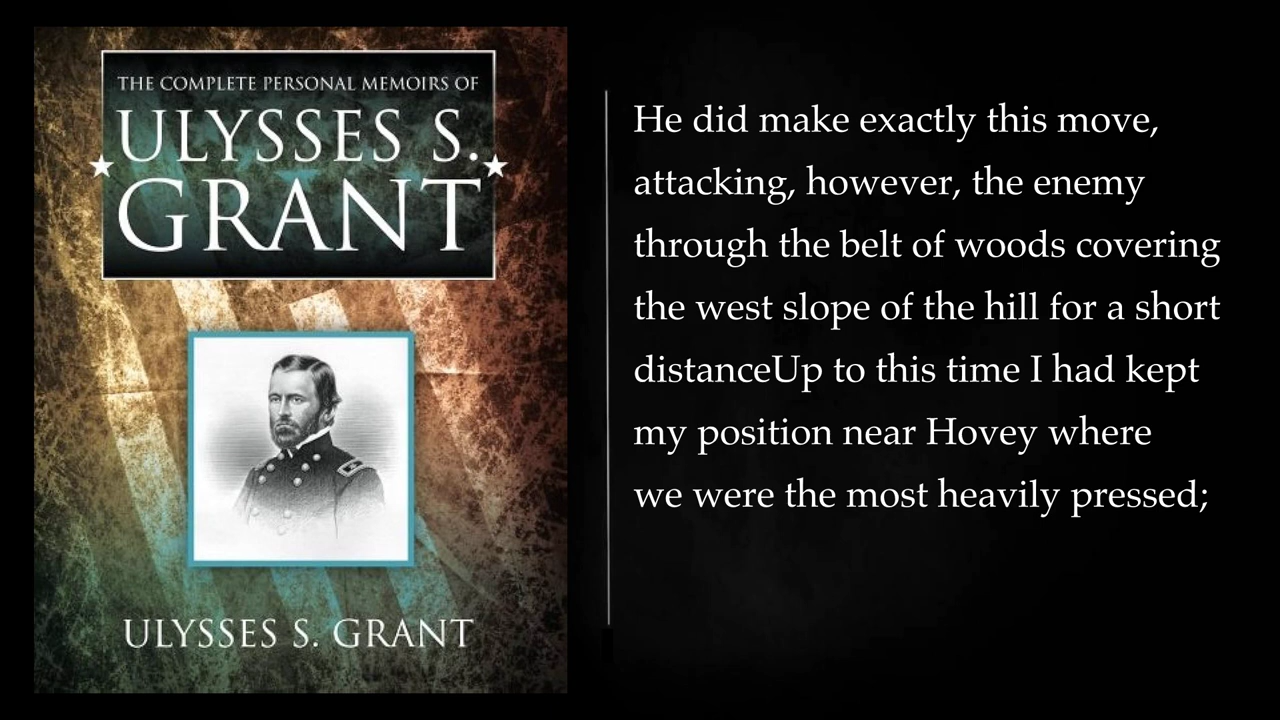 THE COMPLETE PERSONAL MEMOIRS OF
ULYSSES S.
GRANT
ULYSSES S. GRANT
He did make exactly this move,
attacking, however, the enemy
through the belt of woods covering
the west slope of the hill for a short
distanceUp to this time I had kept
my position near Hovey where
we were the most heavily pressed;